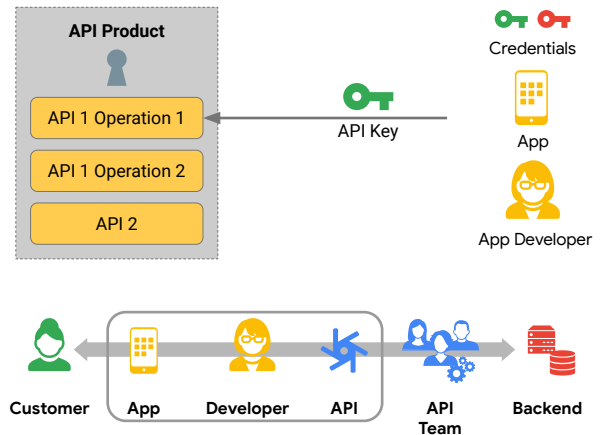 API Product
API 1 Operation 1
API 1 Operation 2
API 2
API Key
Credentials
App
App Developer
Customer
App
Developer
API
API
Team
Backend